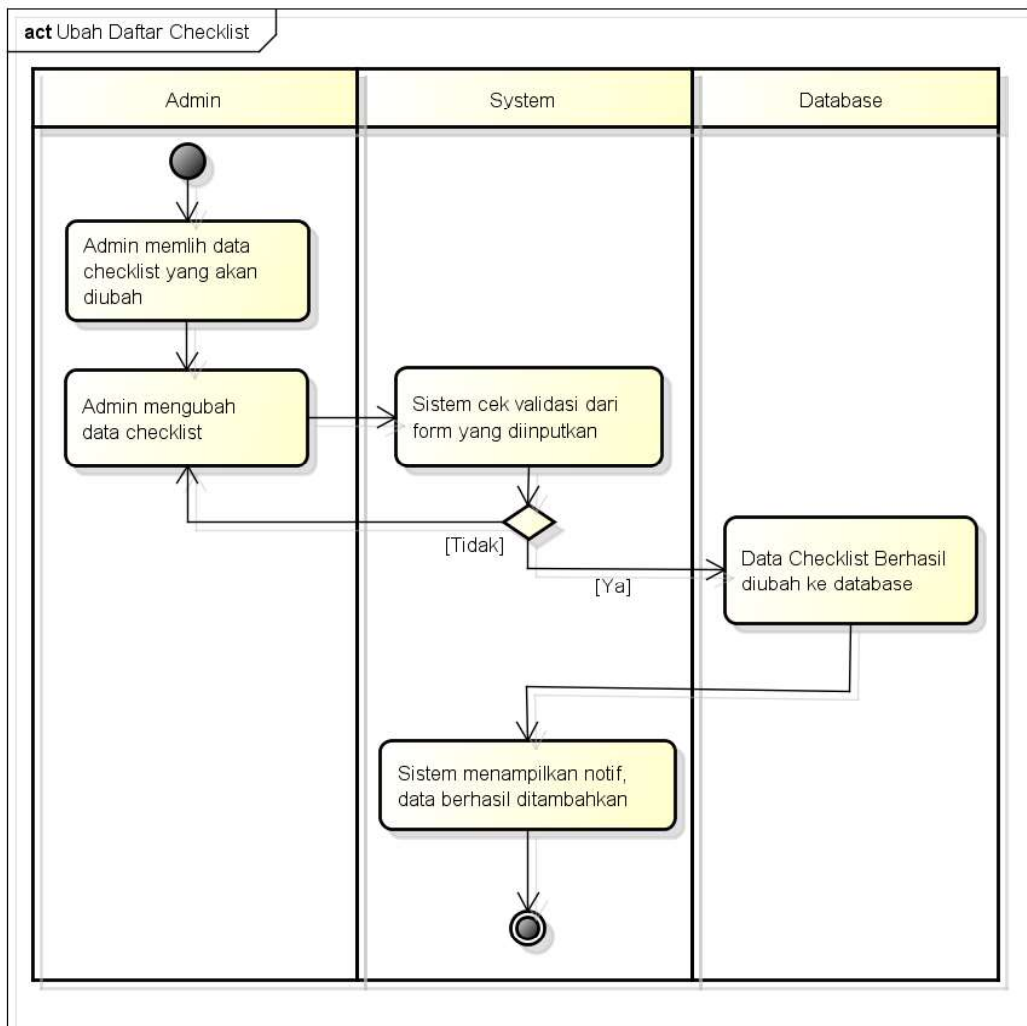 act Ubah Daftar Checklist
Admin
System
Database
Admin memlih data
checklist yang akan
diubah
Admin mengubah
data checklist
Sistem cek validasi dari
form yang diinputkan
[Tidak]
[Ya]
Data Checklist Berhasil
diubah ke database
Sistem menampilkan notif,
data berhasil ditambahkan